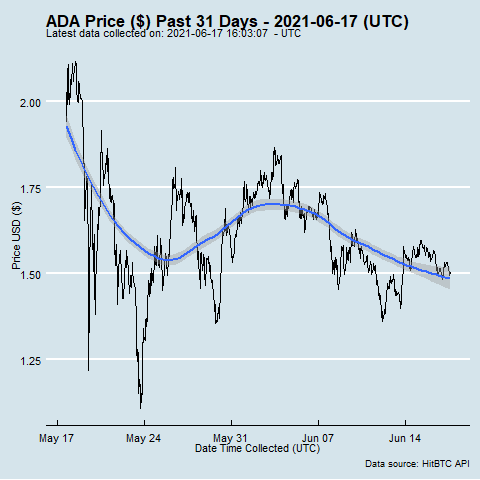 ADA Price ($) Past 31 Days - 2021-06-17 (UTC)
Latest data collected on: 2021-06-17 16:03:07  - UTC
2.00
1.75
1.50
1.25
Price USD ($)
May 17
May 24
May 31
Jun 07
Jun 14
Date Time Collected (UTC)
Data source: HitBTC API